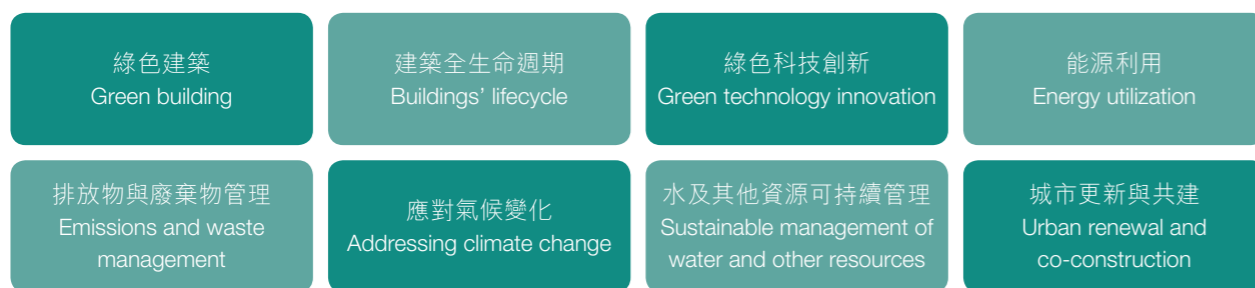 綠色建築
Green building
建築全生命週期
Buildings’ lifecycle
綠色科技創新
Green technology innovation
能源利用
Energy utilization
排放物與廢棄物管理
Emissions and waste
management
應對氣候變化
Addressing climate change
水及其他資源可持續管理
Sustainable management of
water and other resources
城市更新與共建
Urban renewal and
co-construction